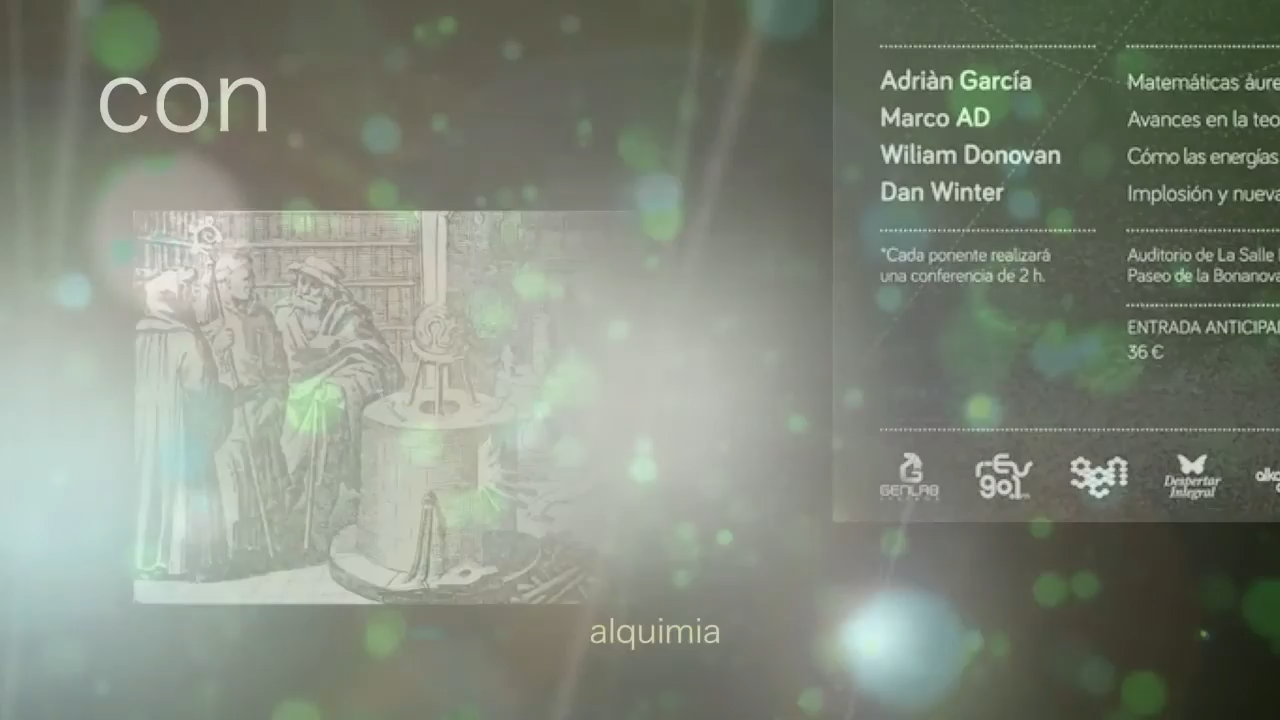 con
alquimia
Adriàn García
Marco AD
Wiliam Donovan
Dan Winter
*Cada ponente realizará
una conferencia de 2 h.
Matemáticas áure
Avances en la teo
Cómo las energías
Implosión y nueva
Auditorio de La Salle
Paseo de la Bonanova
ENTRADA ANTICIPA
36 €
GENLAB
Despertar
Integral